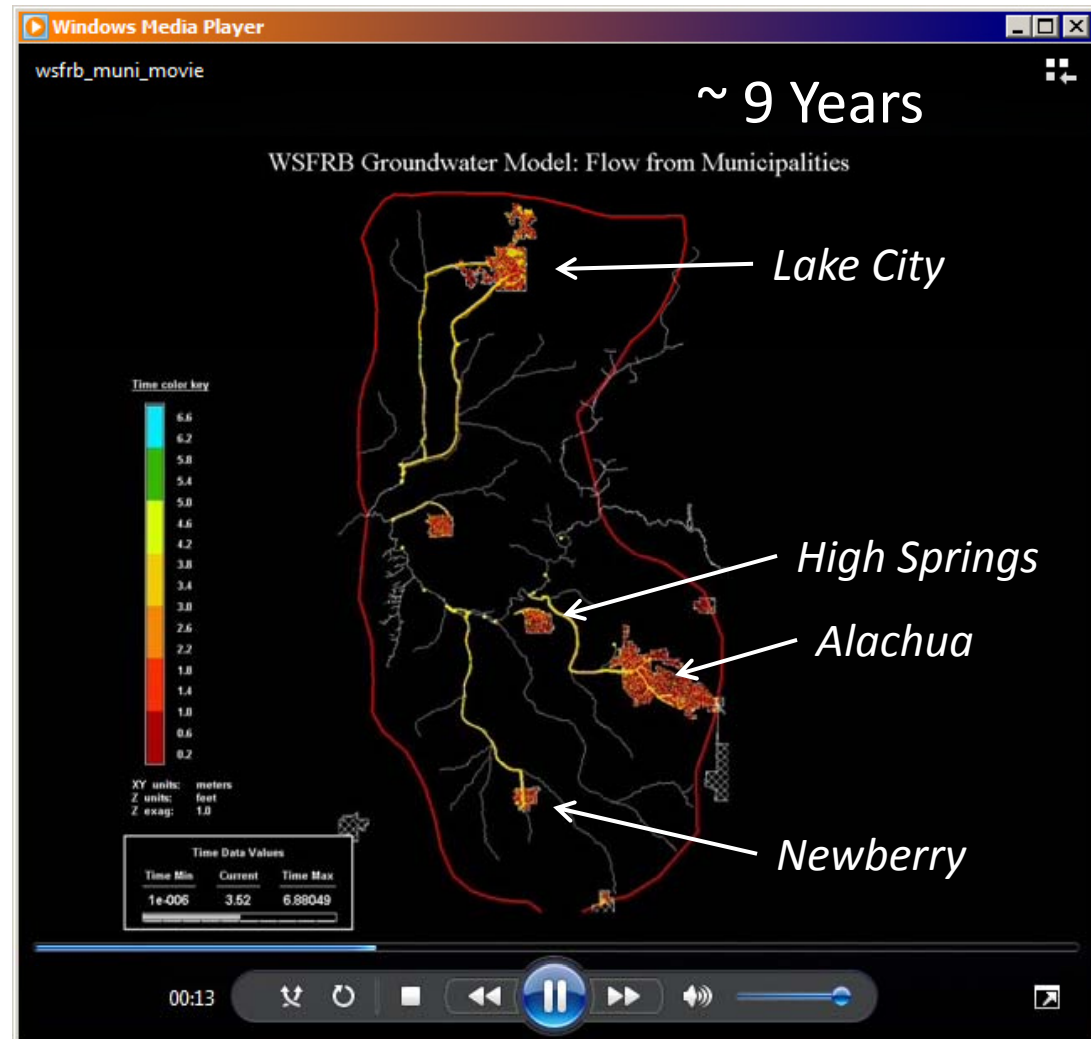 Windows Media Player
wsfrb_muni_movie
~ 9 Years
WSFRB Groundwater Model: Flow from Municipalities
Lake City
Time color key
6.6
6.2
5.8
5.4
5.0
4.6
4.2
3.8
3.4
3.0
2.6
2.2
1.8
1.4
1.0
0.6
0.2
High Springs
Alachua
XY units: meters
Z units: feet
Z exag: 1.0
Newberry
Time Data Values
Time Min Current Time Max
1e-006 3.52 6.88049
00:13